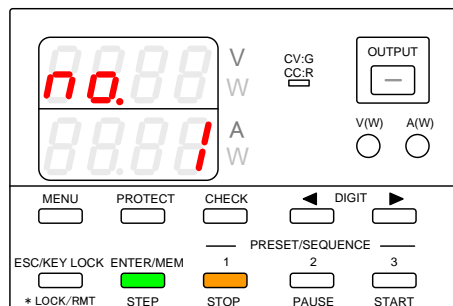 no. V
W
1 A
W
CV:G
CC:R
OUTPUT
V(W) A(W)
MENU PROTECT CHECK ◀ DIGIT ▶
PRESET/SEQUENCE
ESC/KEY LOCK ENTER/MEM 1 2 3
* LOCK/RMT STEP STOP PAUSE START